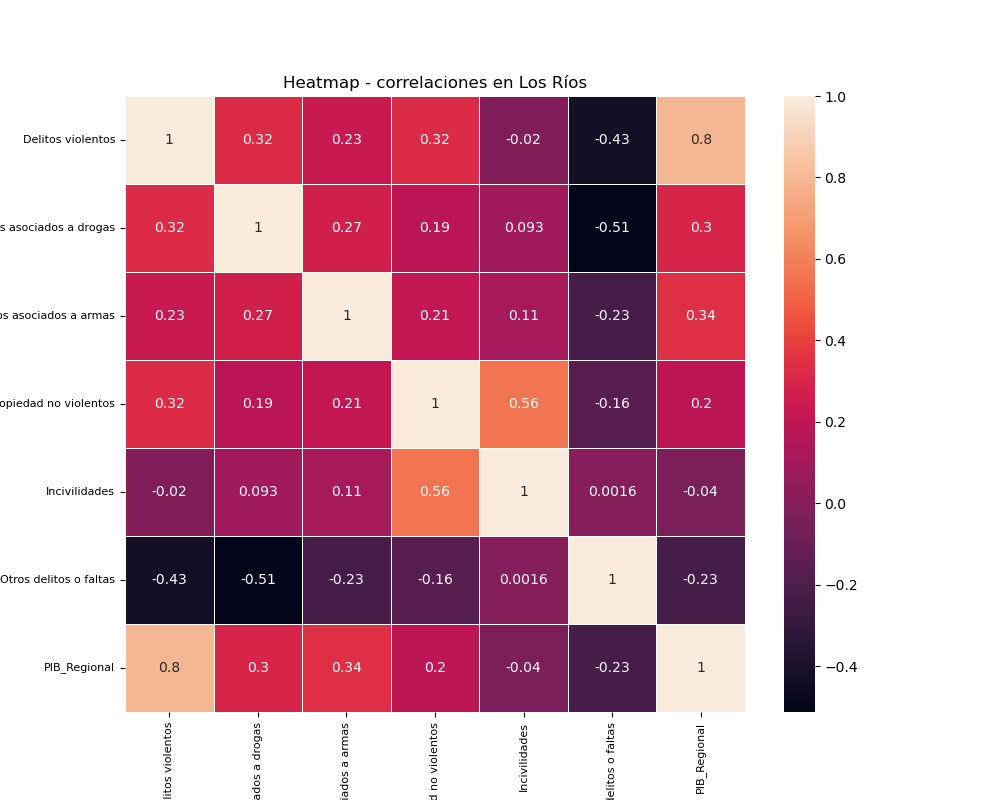 Heatmap - correlaciones en Los Ríos
Delitos violentos 1 0.32 0.23 0.32 -0.02 -0.43 0.8
s asociados a drogas 0.32 1 0.27 0.19 0.093 -0.51 0.3
os asociados a armas 0.23 0.27 1 0.21 0.11 -0.23 0.34
opiedad no violentos 0.32 0.19 0.21 1 0.56 -0.16 0.2
Incivilidades -0.02 0.093 0.11 0.56 1 0.0016 -0.04
Otros delitos o faltas -0.43 -0.51 -0.23 -0.16 0.0016 1 -0.23
PIB_Regional 0.8 0.3 0.34 0.2 -0.04 -0.23 1
litos violentos
ados a drogas
iados a armas
d no violentos
Incivilidades
delitos o faltas
PIB_Regional
1.0
0.8
0.6
0.4
0.2
0.0
−0.2
−0.4